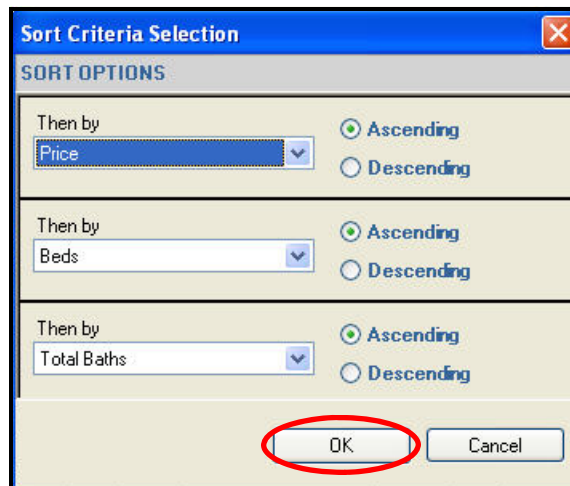 Sort Criteria Selection
SORT OPTIONS
Then by
Price
Ascending
Descending
Then by
Beds
Ascending
Descending
Then by
Total Baths
Ascending
Descending
OK Cancel